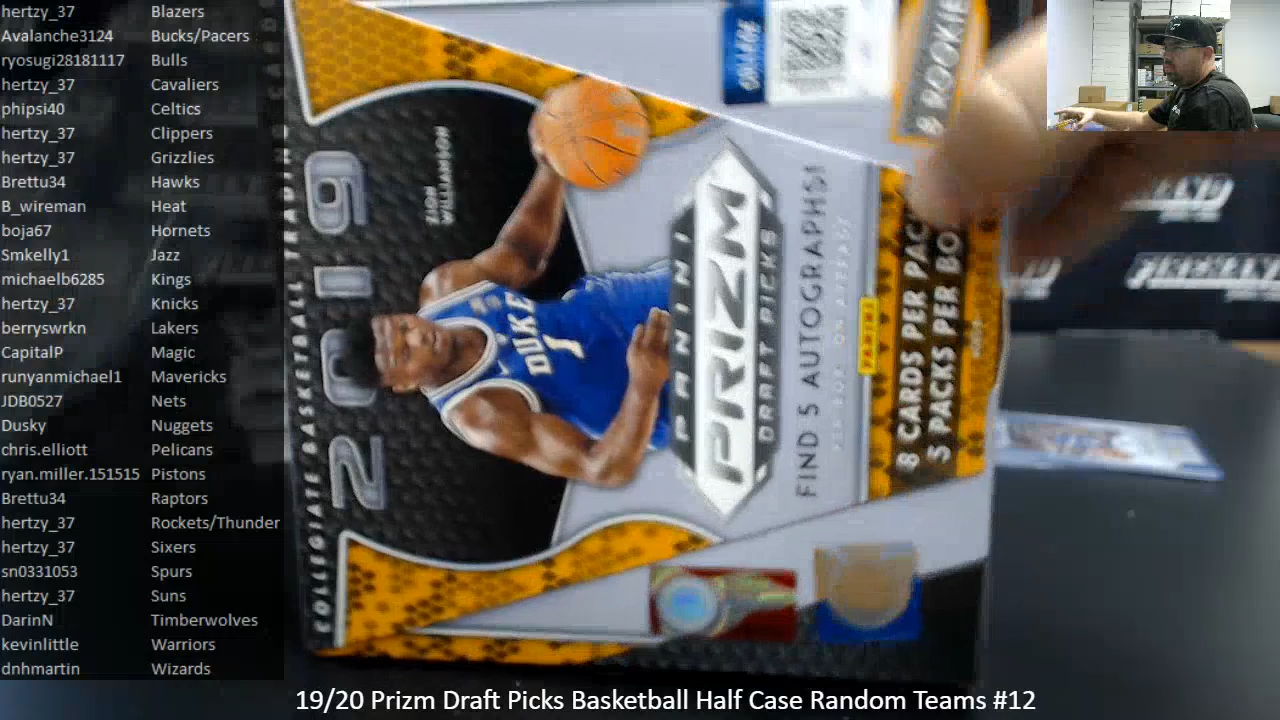 hertzy_37 Blazers
Avalanche3124 Bucks/Pacers
ryosugi28181117 Bulls
hertzy_37 Cavaliers
phipsi40 Celtics
hertzy_37 Clippers
hertzy_37 Grizzlies
Brettu34 Hawks
B_wireman Heat
boja67 Hornets
Smkelly1 Jazz
michaelb6285 Kings
hertzy_37 Knicks
berryswrkn Lakers
CapitalP Magic
runyanmichael1 Mavericks
JDB0527 Nets
Dusky Nuggets
chris.elliott Pelicans
ryan.miller.151515 Pistons
Brettu34 Raptors
hertzy_37 Rockets/Thunder
hertzy_37 Sixers
sn0331053 Spurs
hertzy_37 Suns
DarinN Timberwolves
kevinlittle Warriors
dnhmartin Wizards
COLLEGIATE BASKETBALL TRADING
2019
ZION
WILLIAMSON
DUKE
1
PANINI
PRIZM
DRAFT PICKS
FIND 5 AUTOGRAPHS!
PANINI
8 CARDS PER PAC
5 PACKS PER BO
8 ROOKIE
19/20 Prizm Draft Picks Basketball Half Case Random Teams #12